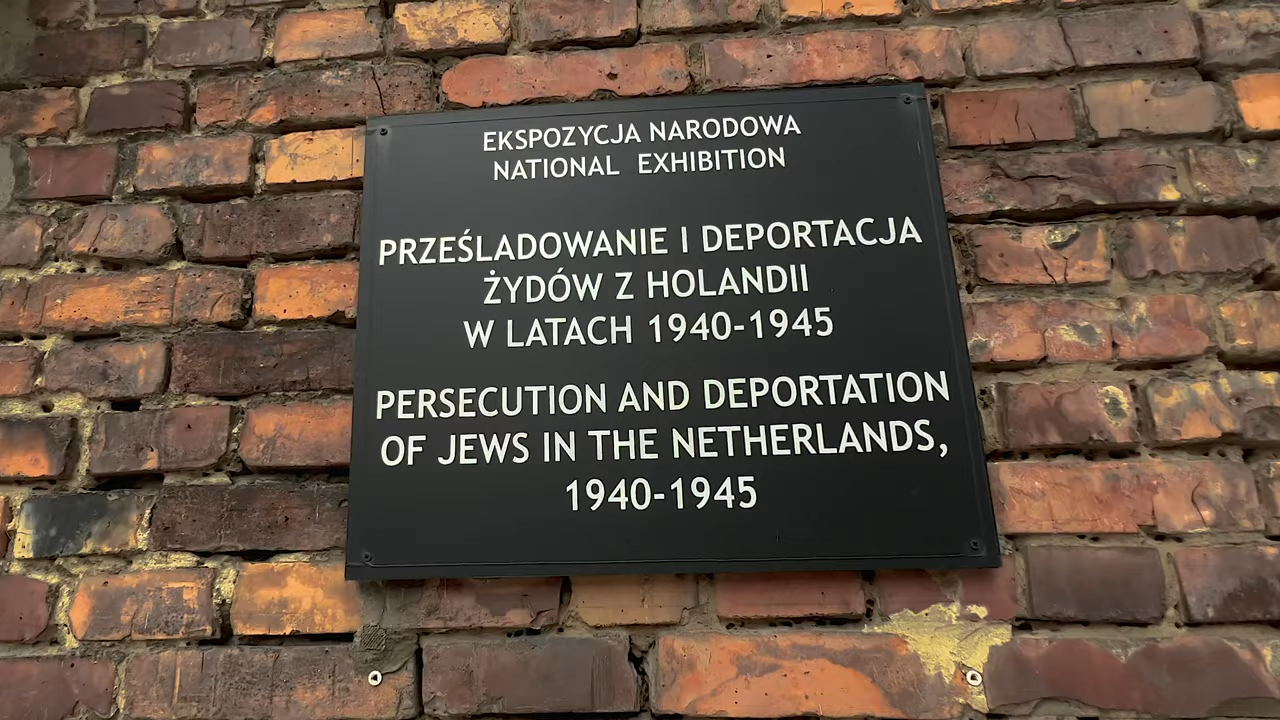 EKSPOZYCJA NARODOWA
NATIONAL EXHIBITION
PRZEŚLADOWANIE I DEPORTACJA
ŻYDÓW Z HOLANDII
W LATACH 1940-1945
PERSECUTION AND DEPORTATION
OF JEWS IN THE NETHERLANDS,
1940-1945